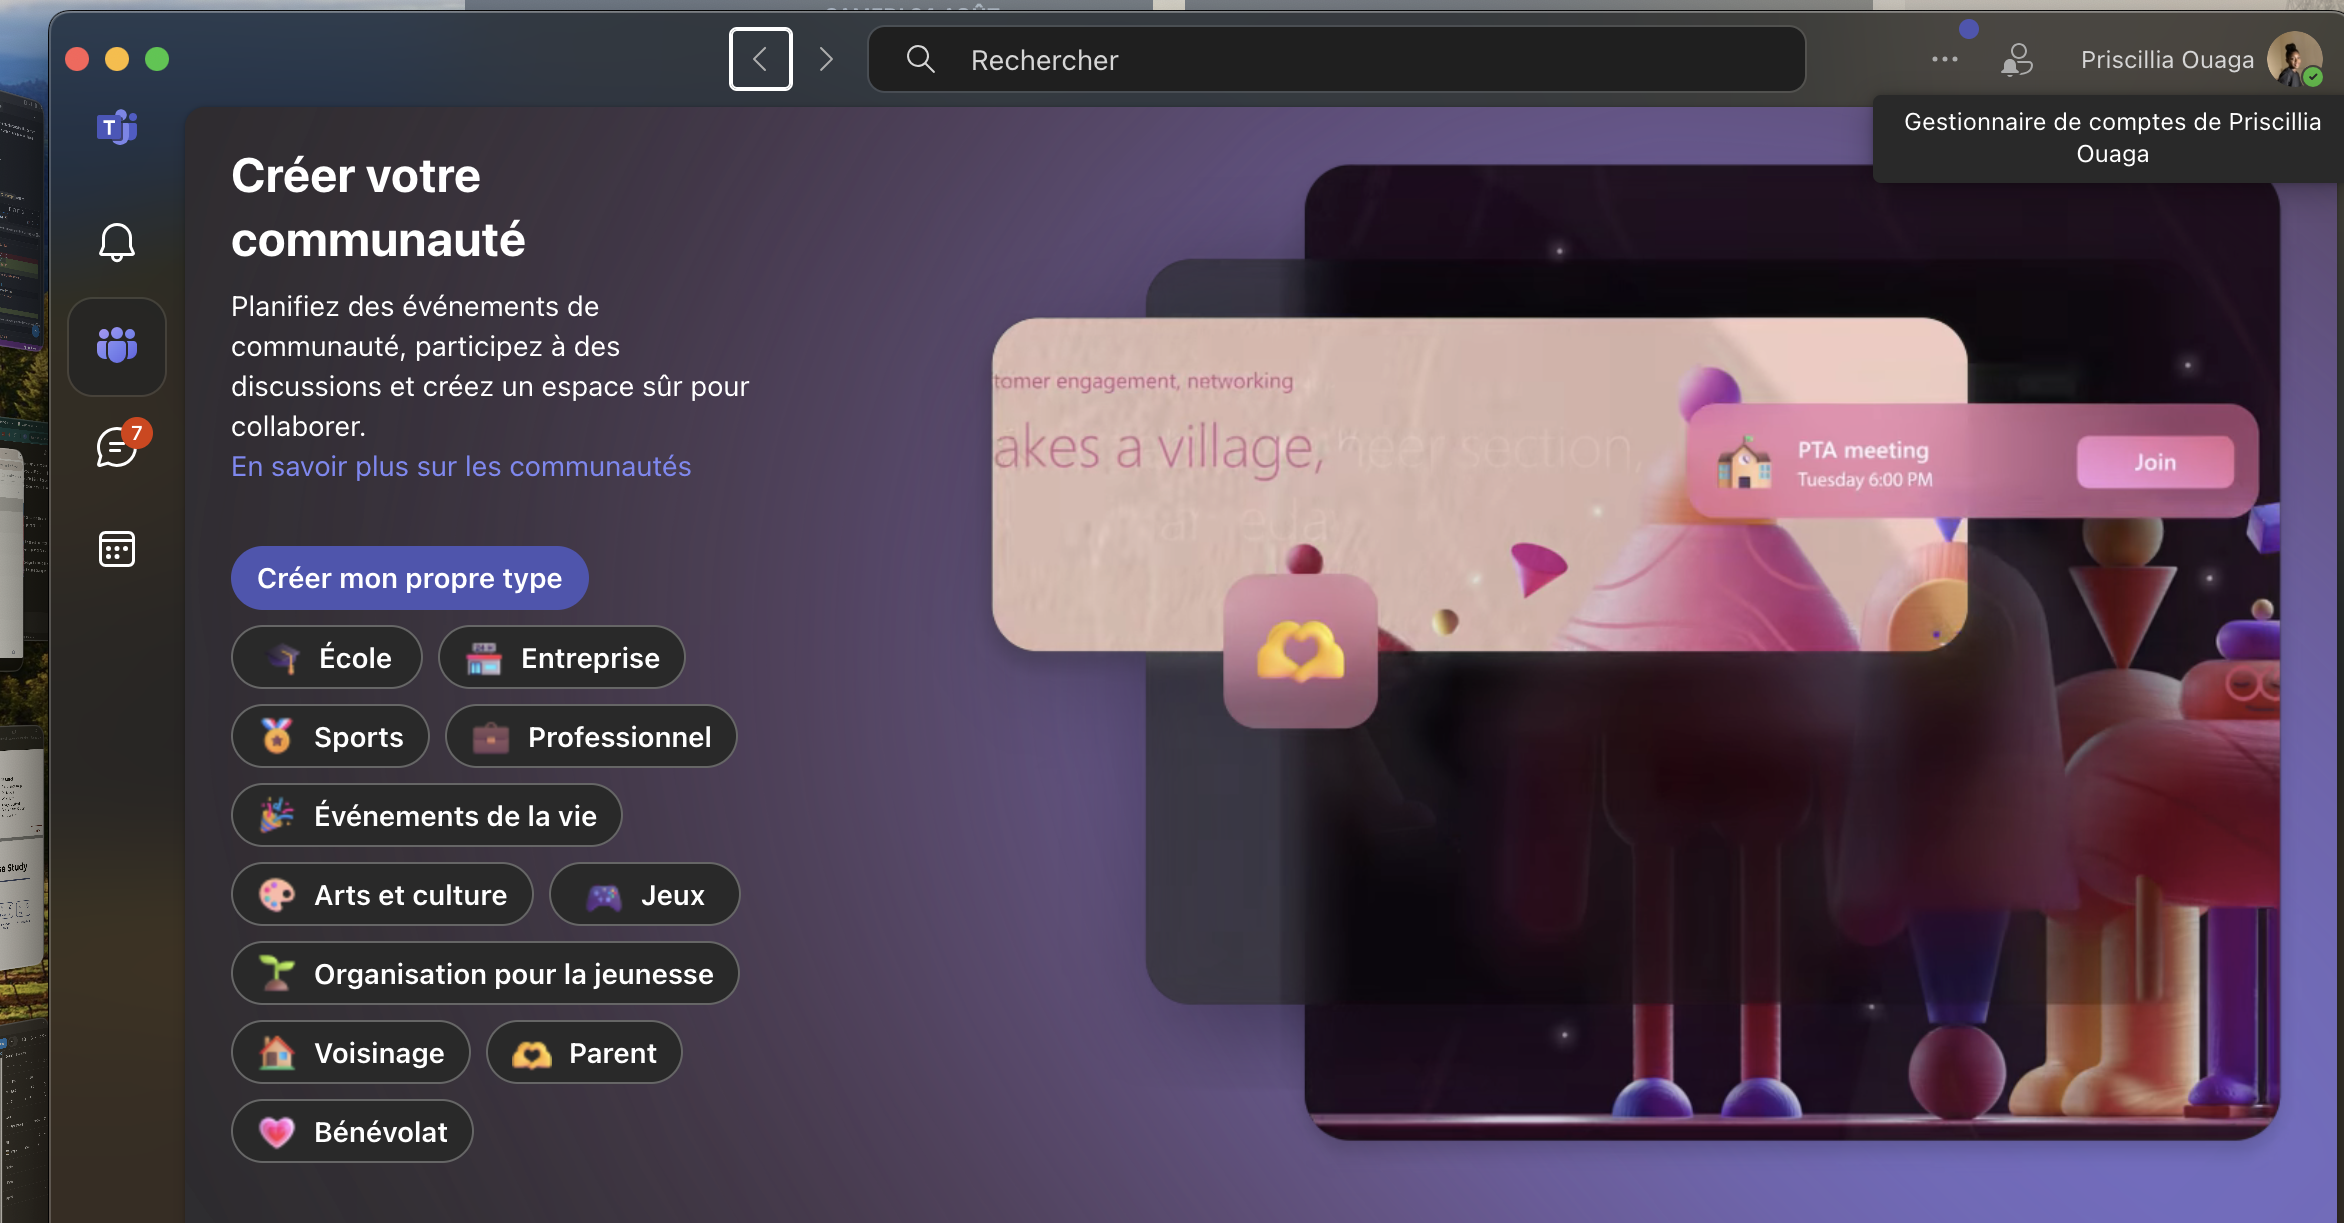 Rechercher
Priscillia Ouaga
Gestionnaire de comptes de Priscillia
Ouaga
T
Créer votre
communauté
Planifiez des événements de
communauté, participez à des
discussions et créez un espace sûr pour
collaborer.
En savoir plus sur les communautés
7
Créer mon propre type
École
Entreprise
Sports
Professionnel
Événements de la vie
Arts et culture
Jeux
Organisation pour la jeunesse
Voisinage
Parent
Bénévolat
tomer engagement, networking
akes a village,
heer section,
PTA meeting
Tuesday 6:00 PM
Join